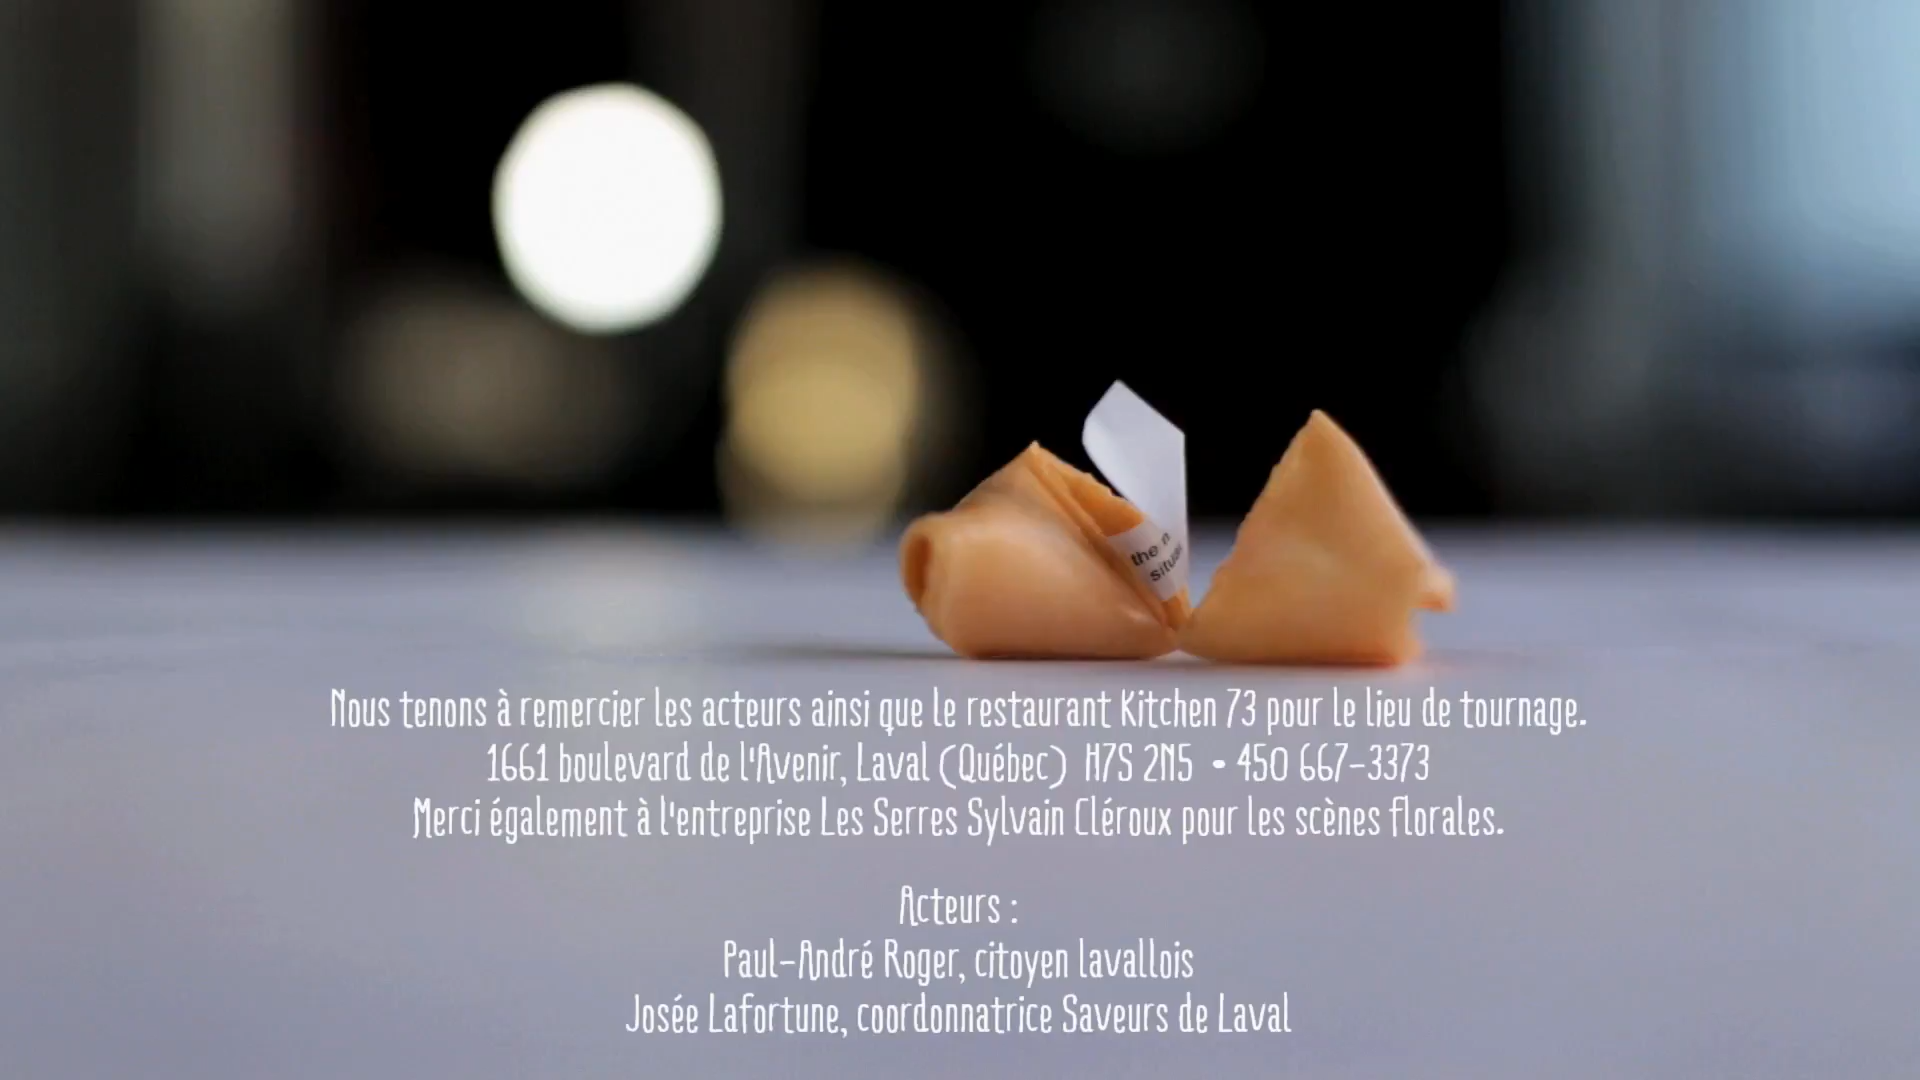 the n
situa
Nous tenons à remercier les acteurs ainsi que le restaurant Kitchen 73 pour le lieu de tournage.
1661 boulevard de l'Avenir, Laval (Québec) H7S 2N5 • 450 667-3373
Merci également à l'entreprise Les Serres Sylvain Cléroux pour les scènes florales.
Acteurs :
Paul-André Roger, citoyen lavallois
Josée Lafortune, coordonnatrice Saveurs de Laval